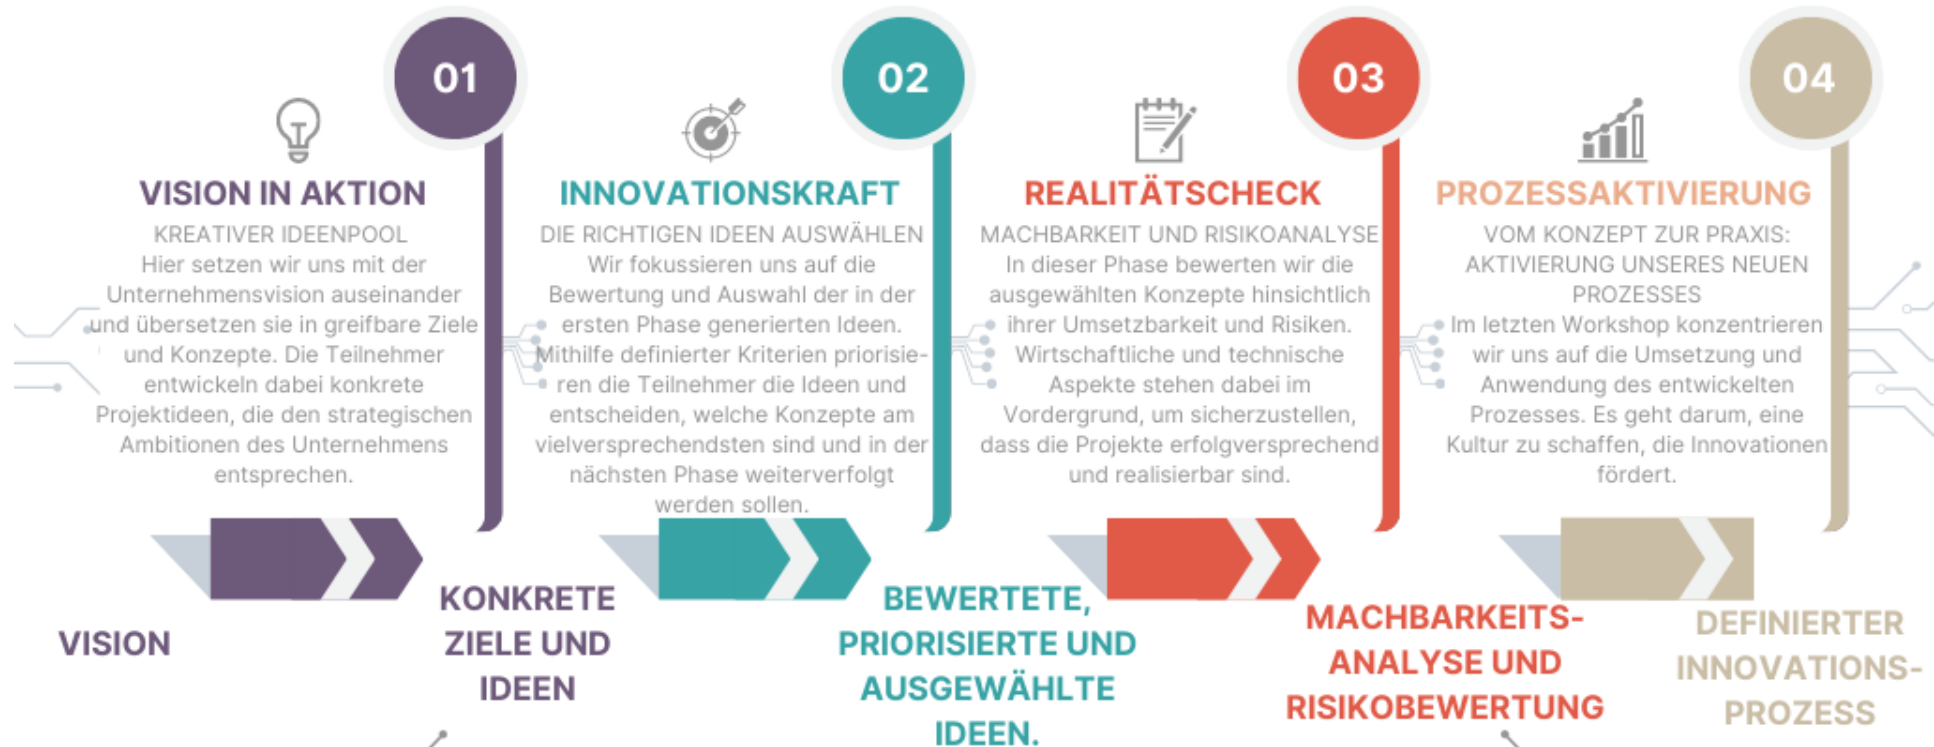 01
VISION IN AKTION
KREATIVER IDEENPOOL
Hier setzen wir uns mit der
Unternehmensvision auseinander
und übersetzen sie in greifbare Ziele
und Konzepte. Die Teilnehmer
entwickeln dabei konkrete
Projektideen, die den strategischen
Ambitionen des Unternehmens
entsprechen.
02
INNOVATIONSKRAFT
DIE RICHTIGEN IDEEN AUSWÄHLEN
Wir fokussieren uns auf die
Bewertung und Auswahl der in der
ersten Phase generierten Ideen.
Mithilfe definierter Kriterien priorisie-
ren die Teilnehmer die Ideen und
entscheiden, welche Konzepte am
vielversprechendsten sind und in der
nächsten Phase weiterverfolgt
werden sollen.
03
REALITÄTSCHECK
MACHBARKEIT UND RISIKOANALYSE
In dieser Phase bewerten wir die
ausgewählten Konzepte hinsichtlich
ihrer Umsetzbarkeit und Risiken.
Wirtschaftliche und technische
Aspekte stehen dabei im
Vordergrund, um sicherzustellen,
dass die Projekte erfolgversprechend
und realisierbar sind.
04
PROZESSAKTIVIERUNG
VOM KONZEPT ZUR PRAXIS:
AKTIVIERUNG UNSERES NEUEN
PROZESSES
Im letzten Workshop konzentrieren
wir uns auf die Umsetzung und
Anwendung des entwickelten
Prozesses. Es geht darum, eine
Kultur zu schaffen, die Innovationen
fördert.
VISION
KONKRETE
ZIELE UND
IDEEN
BEWERTETE,
PRIORISIERTE UND
AUSGEWÄHLTE
IDEEN.
MACHBARKEITS-
ANALYSE UND
RISIKOBEWERTUNG
DEFINIERTER
INNOVATIONS-
PROZESS